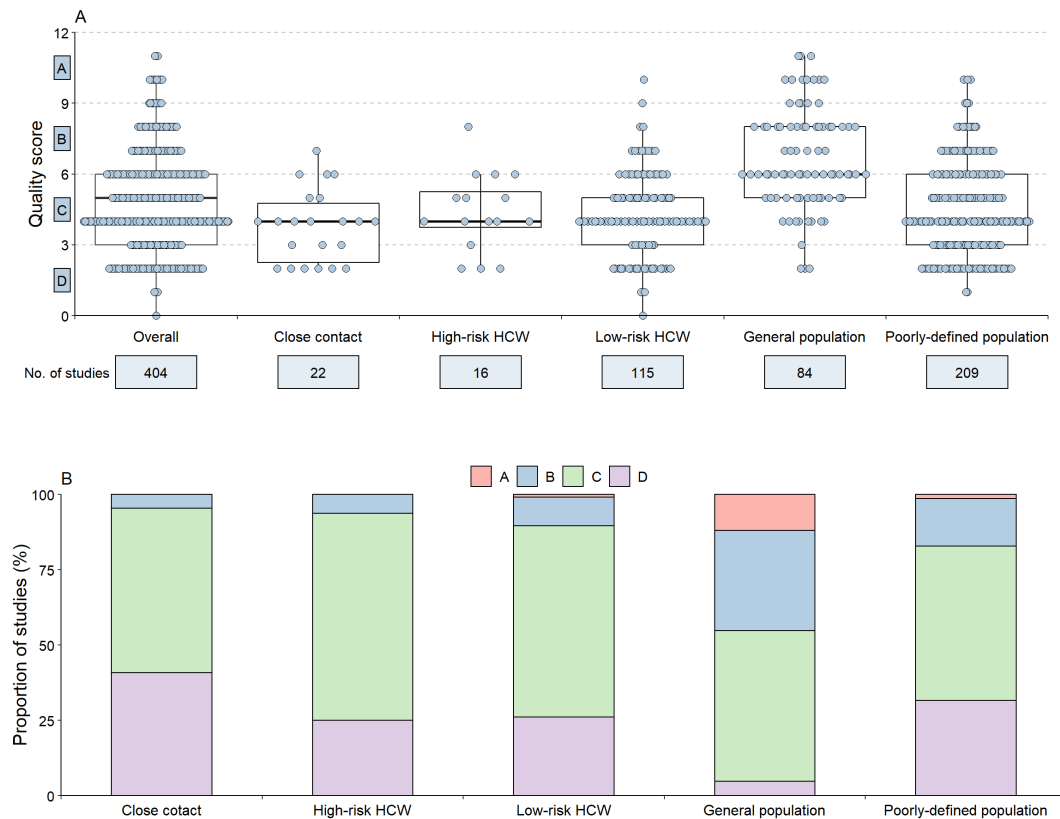 A
12
A
9
B
6
C
3
D
0
Quality score
Overall Close contact High-risk HCW Low-risk HCW General population Poorly-defined population
No. of studies 404 22 16 115 84 209
B
A B C D
100
75
50
25
0
Proportion of studies (%)
Close cotact High-risk HCW Low-risk HCW General population Poorly-defined population